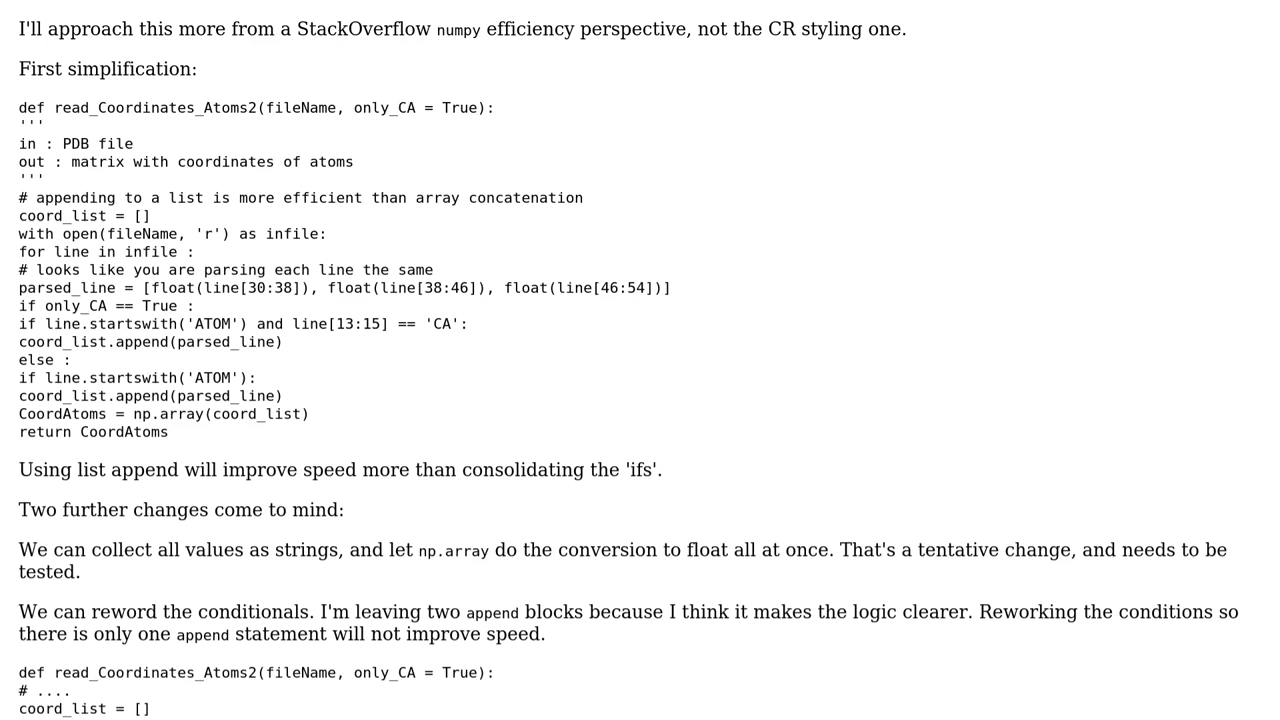 I'll approach this more from a StackOverflow numpy efficiency perspective, not the CR styling one.
First simplification:
def read_Coordinates_Atoms2(fileName, only_CA = True):
'''
in : PDB file
out : matrix with coordinates of atoms
'''
# appending to a list is more efficient than array concatenation
coord_list = []
with open(fileName, 'r') as infile:
for line in infile :
# looks like you are parsing each line the same
parsed_line = [float(line[30:38]), float(line[38:46]), float(line[46:54])]
if only_CA == True :
if line.startswith('ATOM') and line[13:15] == 'CA':
coord_list.append(parsed_line)
else :
if line.startswith('ATOM'):
coord_list.append(parsed_line)
CoordAtoms = np.array(coord_list)
return CoordAtoms
Using list append will improve speed more than consolidating the 'ifs'.
Two further changes come to mind:
We can collect all values as strings, and let np.array do the conversion to float all at once. That's a tentative change, and needs to be
tested.
We can reword the conditionals. I'm leaving two append blocks because I think it makes the logic clearer. Reworking the conditions so
there is only one append statement will not improve speed.
def read_Coordinates_Atoms2(fileName, only_CA = True):
# ....
coord_list = []